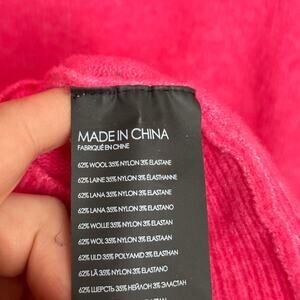 MADE IN CHINA
FABRIQUÉ EN CHINE
62% WOOL 35% NYLON 3% ELASTANE
62% LAINE 35% NYLON 3% ÉLASTHANNE
62% LANA 35% NYLON 3% ELASTANE
62% LANA 35% NYLON 3% ELASTANO
62% WOLLE 35% NYLON 3% ELASTAN
62% WOL 35% NYLON 3% ELASTAAN
62% ULD 35% POLYAMID 3% ELASTHAN
62% LÃ 35% NYLON 3% ELASTANO
62% ШЕРСТЬ 35% НЕЙЛОН 3% ЭЛАСТАН